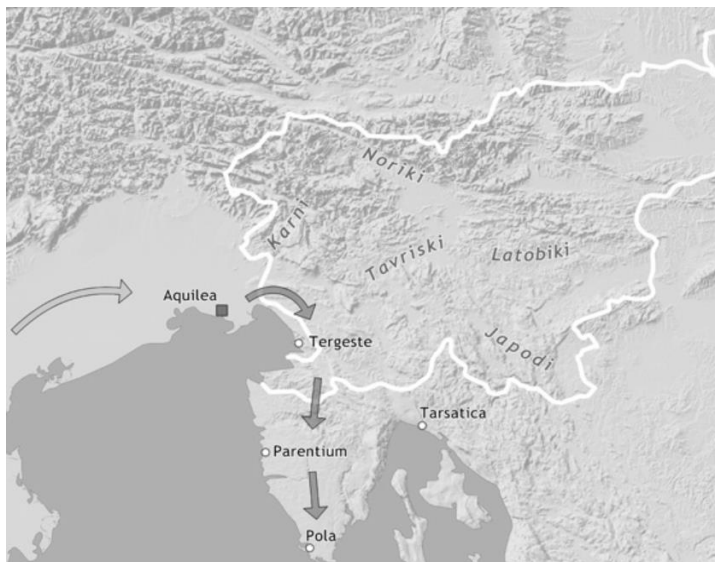 Noriki
Karni
Tavriski
Latobiki
Aquilea
Tergeste
Japodi
Tarsatica
Parentium
Pola